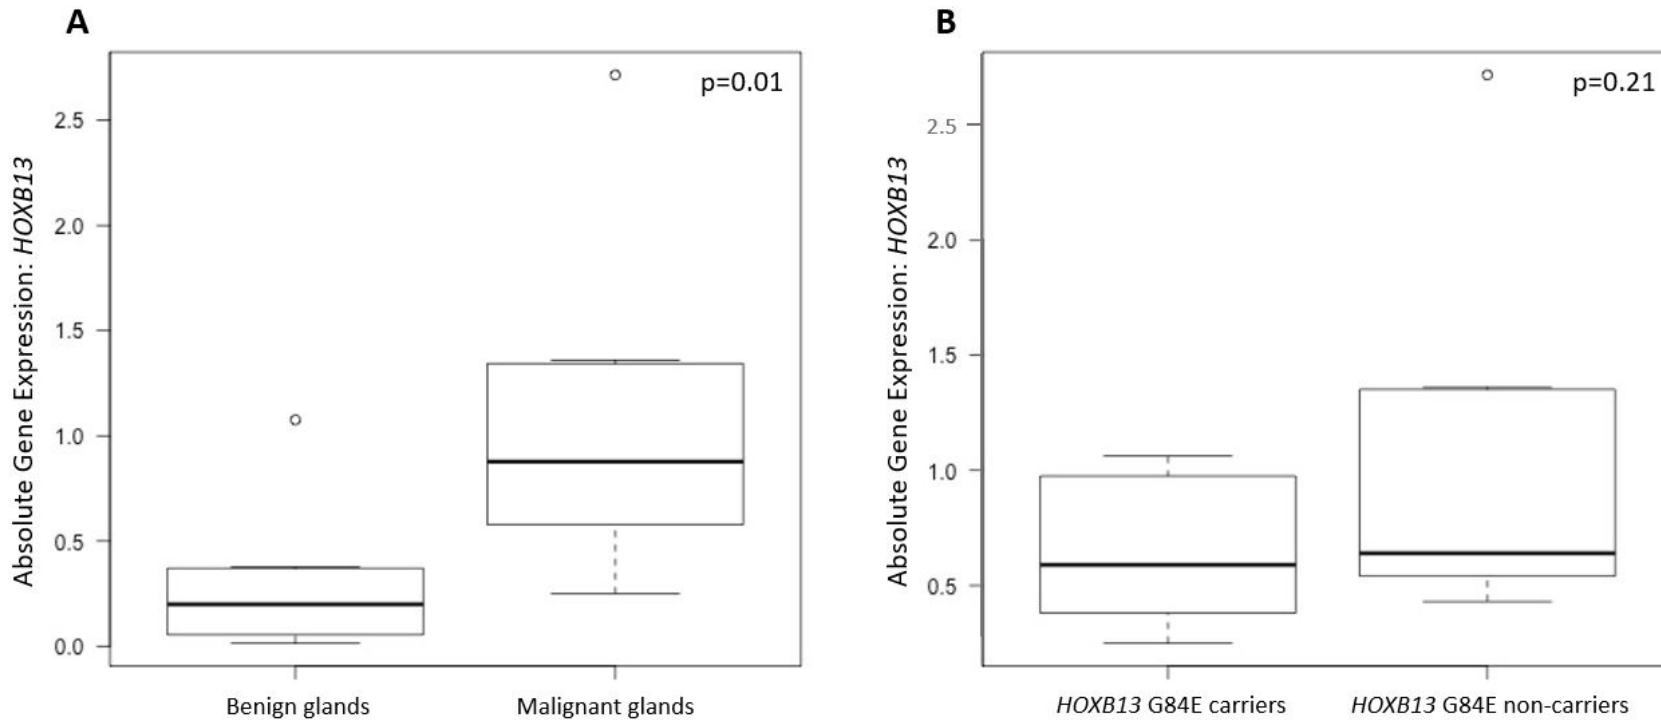 A
p=0.01
Absolute Gene Expression: HOXB13
2.5
2.0
1.5
1.0
0.5
0.0
Benign glands
Malignant glands
B
p=0.21
Absolute Gene Expression: HOXB13
2.5
2.0
1.5
1.0
0.5
HOXB13 G84E carriers
HOXB13 G84E non-carriers